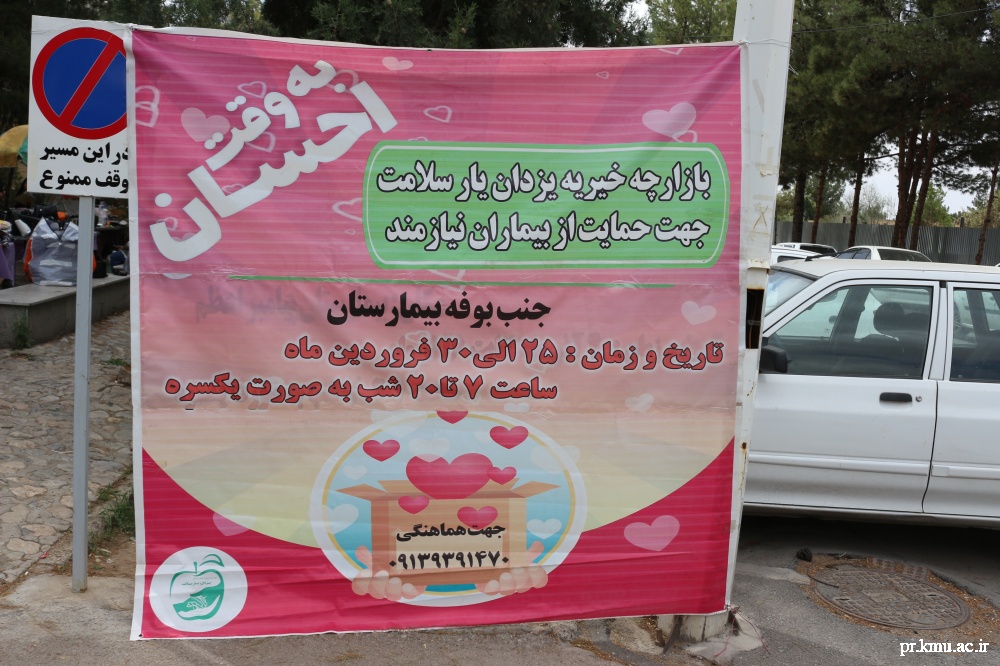 در این مسیر
توقف ممنوع
به وقت
احسان
بازارچه خیریه یزدان یار سلامت
جهت حمایت از بیماران نیازمند
جنب بوفه بیمارستان
تاریخ و زمان : ۲۵ الی ۳۰ فروردین ماه
ساعت ۷ تا ۲۰ شب به صورت یکسره
جهت هماهنگی
۰۹۱۳۹۳۹۱۴۷۰
pr.kmu.ac.ir